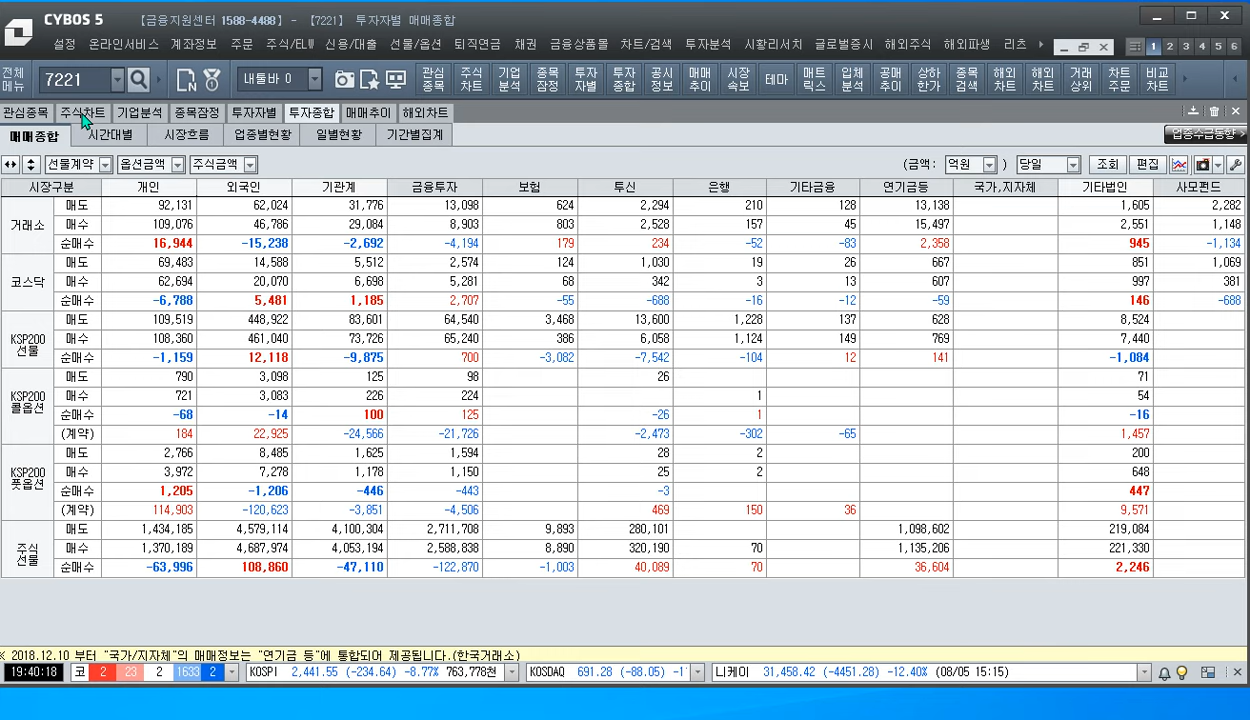 CYBOS 5 【금융지원센터 1588-4488】 - 【7221】 투자자별 매매종합
설정 온라인서비스 계좌정보 주문 주식/ELW 신용/대출 선물/옵션 퇴직연금 채권 금융상품몰 차트/검색 투자분석 시황리서치 글로벌증시 해외주식 해외파생 리츠 1 2 3 4 5 6
전체메뉴 7221 내툴바 0 관심종목 주식차트 기업분석 종목잠정 투자자별 투자종합 공시정보 매매추이 시장속보 테마 매트릭스 입체분석 공매추이 상하한가 종목검색 해외차트 해외차트 거래상위 차트주문 비교차트
관심종목 주식차트 기업분석 종목잠정 투자자별 투자종합 매매추이 해외차트
매매종합 시간대별 시장흐름 업종별현황 일별현황 기간별집계 업종수급동향
선물계약 옵션금액 주식금액 (금액: 억원 ) 당일 조회 편집
시장구분 개인 외국인 기관계 금융투자 보험 투신 은행 기타금융 연기금등 국가,지자체 기타법인 사모펀드
거래소
매도 92,131 62,024 31,776 13,098 624 2,294 210 128 13,138 1,605 2,282
매수 109,076 46,786 29,084 8,903 803 2,528 157 45 15,497 2,551 1,148
순매수 16,944 -15,238 -2,692 -4,194 179 234 -52 -83 2,358 945 -1,134
코스닥
매도 69,483 14,588 5,512 2,574 124 1,030 19 26 667 851 1,069
매수 62,694 20,070 6,698 5,281 68 342 3 13 607 997 381
순매수 -6,788 5,481 1,185 2,707 -55 -688 -16 -12 -59 146 -688
KSP200 선물
매도 109,519 448,922 83,601 64,540 3,468 13,600 1,228 137 628 8,524
매수 108,360 461,040 73,726 65,240 386 6,058 1,124 149 769 7,440
순매수 -1,159 12,118 -9,875 700 -3,082 -7,542 -104 12 141 -1,084
KSP200 콜옵션
매도 790 3,098 125 98 26 71
매수 721 3,083 226 224 1 54
순매수 -68 -14 100 125 -26 1 -16
(계약) 184 22,925 -24,566 -21,726 -2,473 -302 -65 1,457
KSP200 풋옵션
매도 2,766 8,485 1,625 1,594 28 2 200
매수 3,972 7,278 1,178 1,150 25 2 648
순매수 1,205 -1,206 -446 -443 -3 447
(계약) 114,903 -120,623 -3,851 -4,506 469 150 36 9,571
주식 선물
매도 1,434,185 4,579,114 4,100,304 2,711,708 9,893 280,101 1,098,602 219,084
매수 1,370,189 4,687,974 4,053,194 2,588,838 8,890 320,190 70 1,135,206 221,330
순매수 -63,996 108,860 -47,110 -122,870 -1,003 40,089 70 36,604 2,246
※ 2018.12.10 부터 "국가/지자체"의 매매정보는 "연기금 등"에 통합되어 제공됩니다.(한국거래소)
19:40:18 코 2 23 2 1633 2 KOSPI 2,441.55 (-234.64) -8.77% 763,778천 KOSDAQ 691.28 (-88.05) -1 니케이 31,458.42 (-4451.28) -12.40% (08/05 15:15)